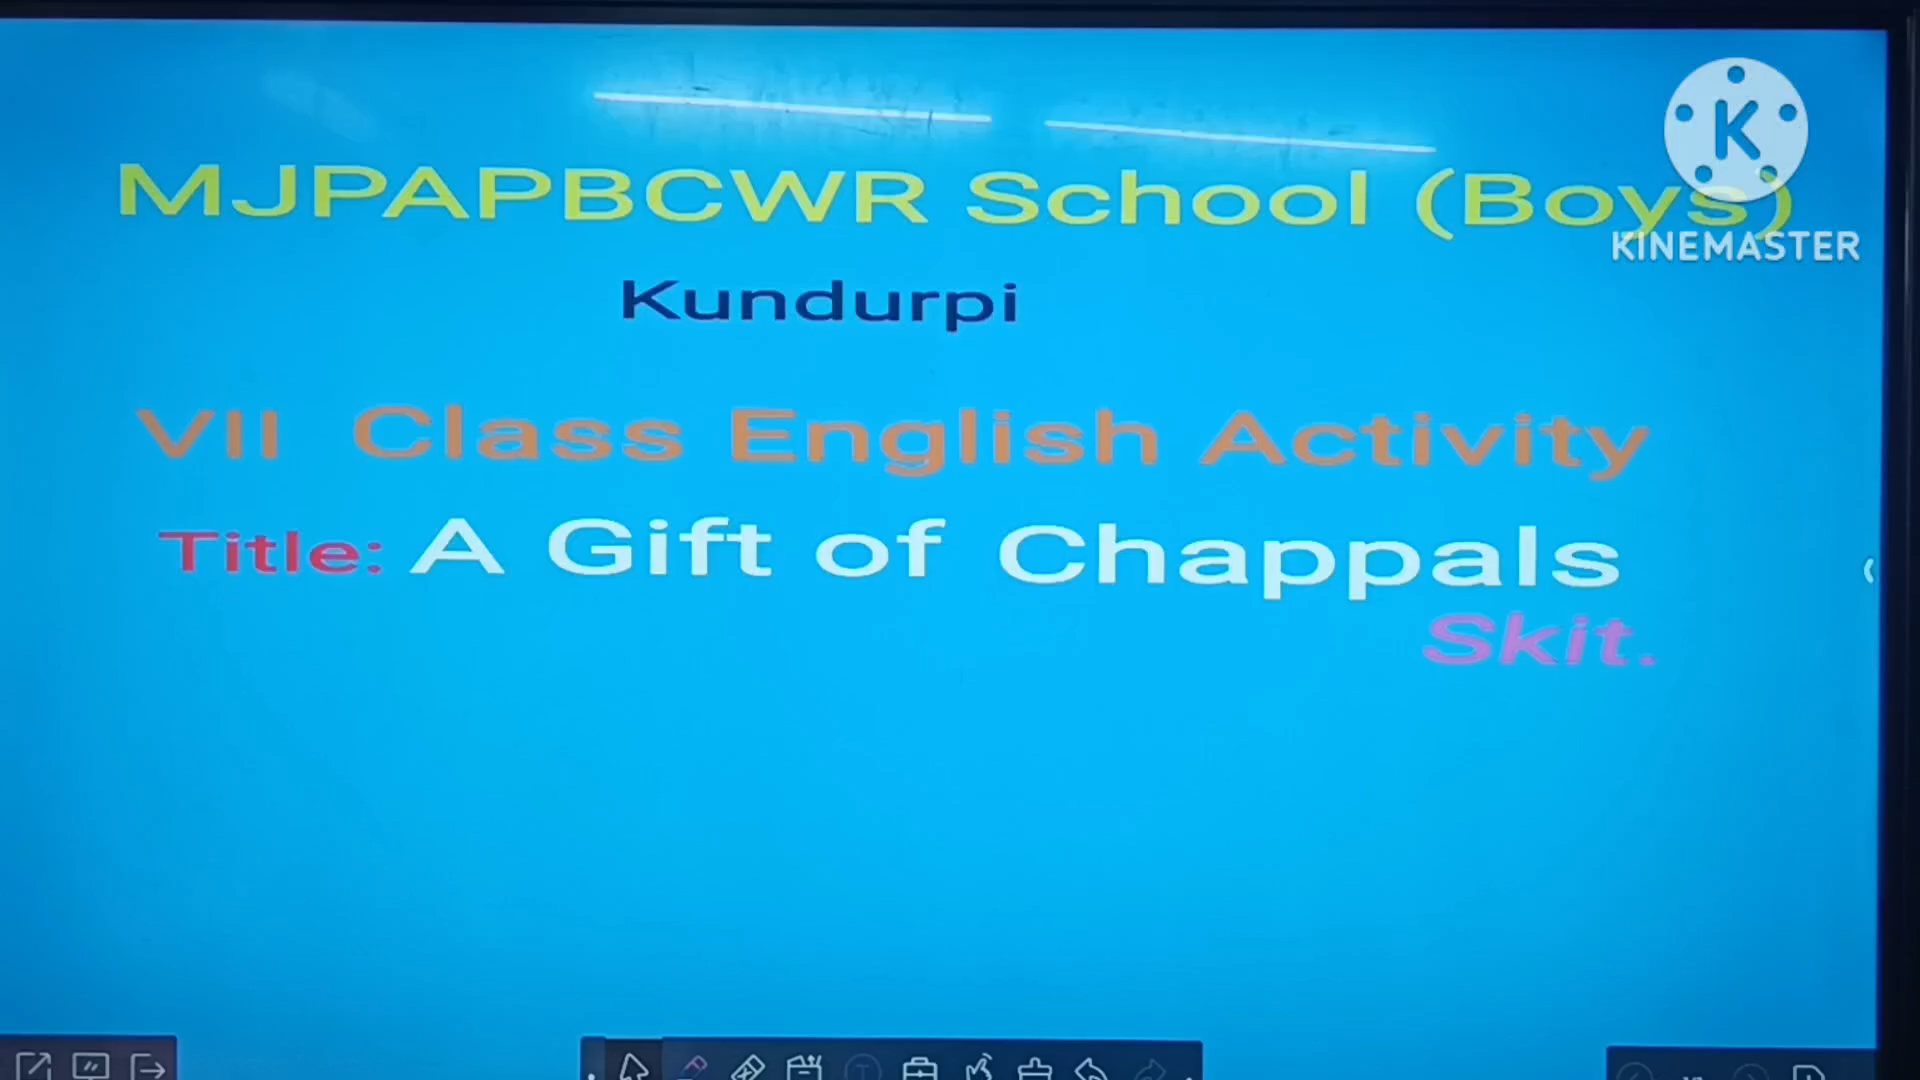 MJPAPBCWR School (Boys)
KINEMASTER
Kundurpi
VII Class English Activity
Title: A Gift of Chappals
Skit.